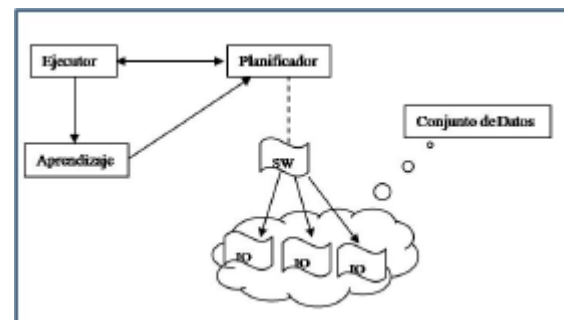 Ejecutor
Planificador
Conjunto de Datos
Aprendizaje
SW
IO
IO
IO